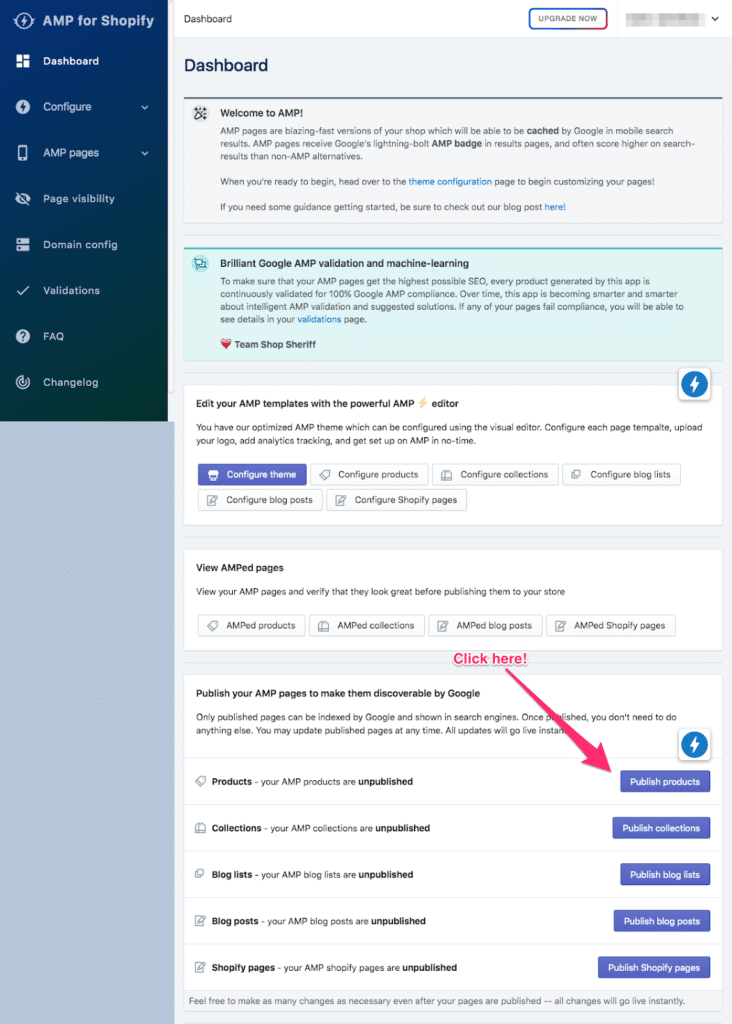 AMP for Shopify
Dashboard
UPGRADE NOW
Dashboard
Configure
AMP pages
Page visibility
Domain config
Validations
FAQ
Changelog
Dashboard
Welcome to AMP!
AMP pages are blazing-fast versions of your shop which will be able to be cached by Google in mobile search
results. AMP pages receive Google's lightning-bolt AMP badge in results pages, and often score higher on search-
results than non-AMP alternatives.
When you're ready to begin, head over to the theme configuration page to begin customizing your pages!
If you need some guidance getting started, be sure to check out our blog post here!
Brilliant Google AMP validation and machine-learning
To make sure that your AMP pages get the highest possible SEO, every product generated by this app is
continuously validated for 100% Google AMP compliance. Over time, this app is becoming smarter and smarter
about intelligent AMP validation and suggested solutions. If any of your pages fail compliance, you will be able to
see details in your validations page.
❤️ Team Shop Sheriff
Edit your AMP templates with the powerful AMP ⚡ editor
You have our optimized AMP theme which can be configured using the visual editor. Configure each page tempalte, upload
your logo, add analytics tracking, and get set up on AMP in no-time.
Configure theme
Configure products
Configure collections
Configure blog lists
Configure blog posts
Configure Shopify pages
View AMPed pages
View your AMP pages and verify that they look great before publishing them to your store
AMPed products
AMPed collections
AMPed blog posts
AMPed Shopify pages
Click here!
Publish your AMP pages to make them discoverable by Google
Only published pages can be indexed by Google and shown in search engines. Once published, you don't need to do
anything else. You may update published pages at any time. All updates will go live
Products - your AMP products are unpublished
Publish products
Collections - your AMP collections are unpublished
Publish collections
Blog lists - your AMP blog lists are unpublished
Publish blog lists
Blog posts - your AMP blog posts are unpublished
Publish blog posts
Shopify pages - your AMP shopify pages are unpublished
Publish Shopify pages
Feel free to make as many changes as necessary even after your pages are published -- all changes will go live instantly.